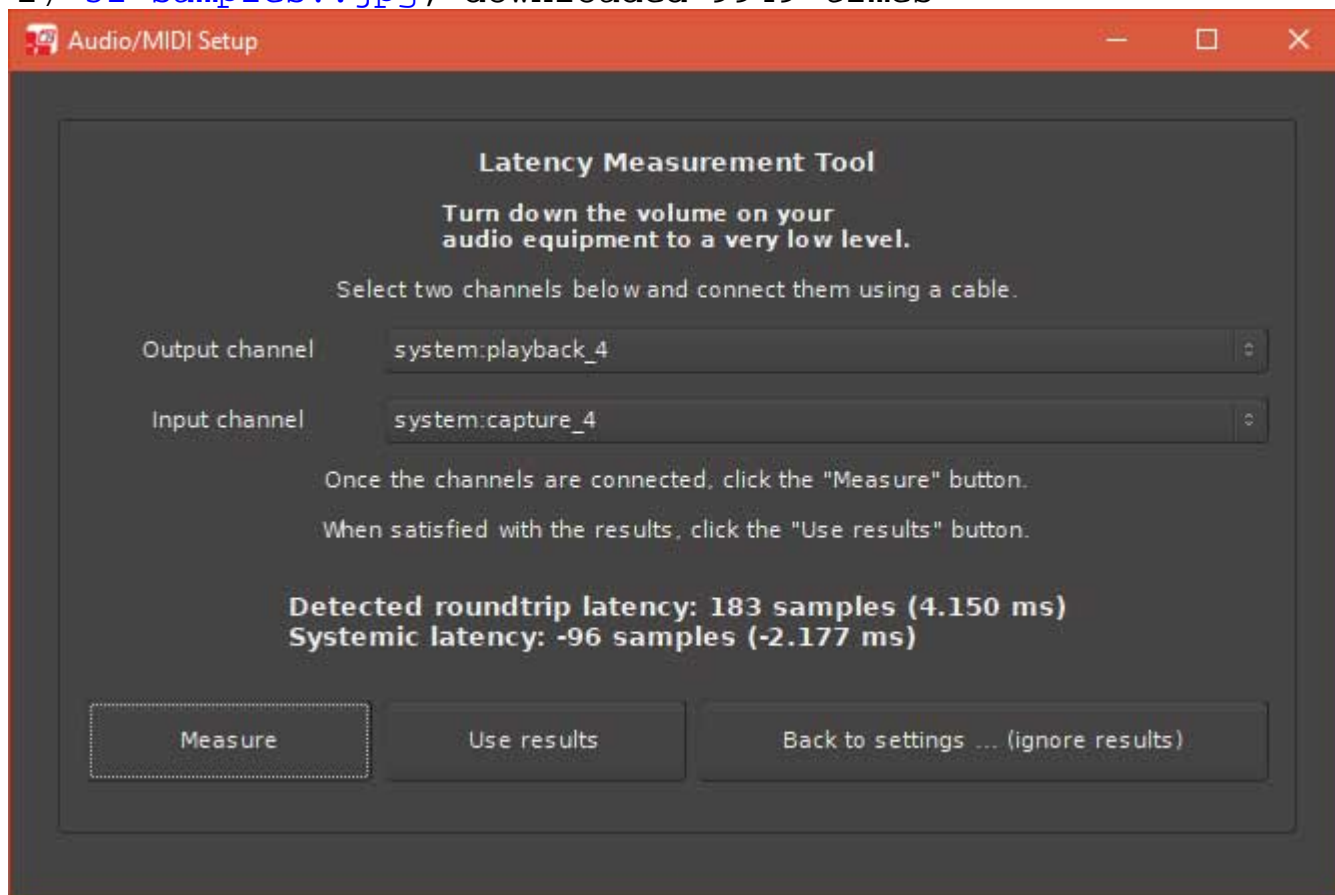 Audio/MIDI Setup
Latency Measurement Tool
Turn down the volume on your
audio equipment to a very low level.
Select two channels below and connect them using a cable.
Output channel system:playback_4
Input channel system:capture_4
Once the channels are connected, click the "Measure" button.
When satisfied with the results, click the "Use results" button.
Detected roundtrip latency: 183 samples (4.150 ms)
Systemic latency: -96 samples (-2.177 ms)
Measure Use results Back to settings ... (ignore results)